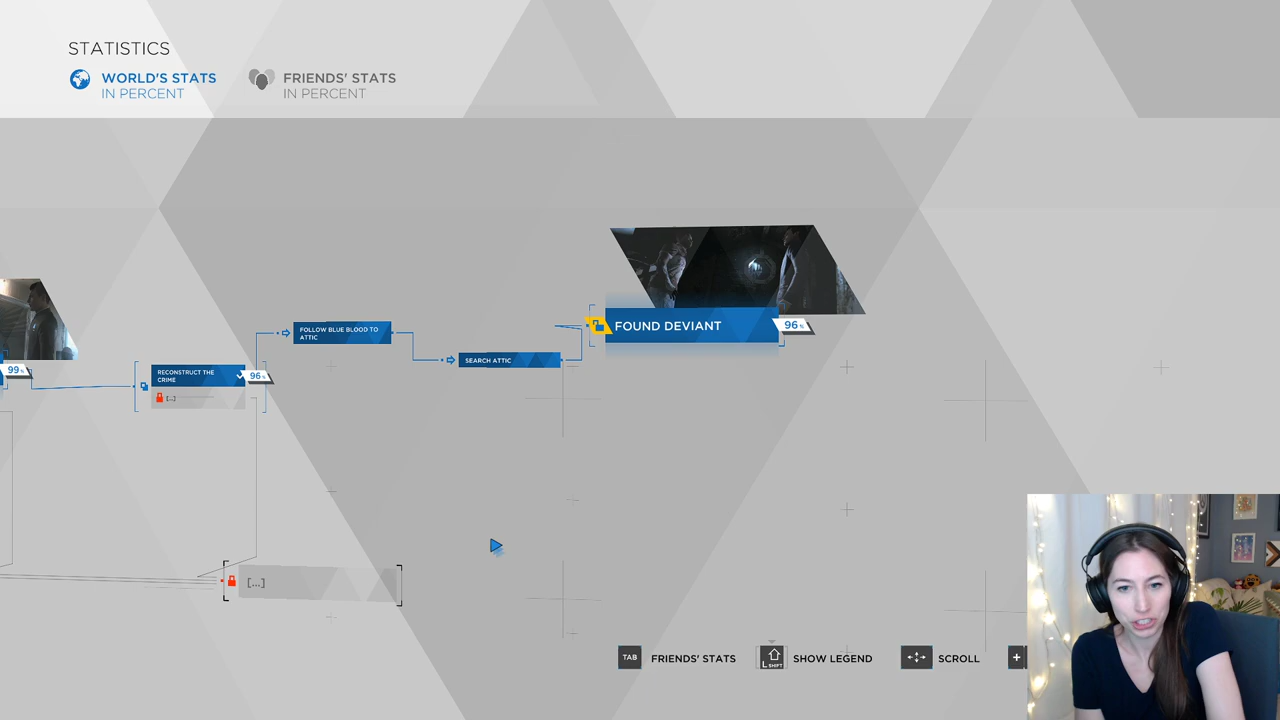 STATISTICS
WORLD'S STATS
IN PERCENT
FRIENDS' STATS
IN PERCENT
FOUND DEVIANT
96%
FOLLOW BLUE BLOOD TO
ATTIC
SEARCH ATTIC
99%
RECONSTRUCT THE
CRIME
96%
[...]
[...]
TAB
FRIENDS' STATS
L SHIFT
SHOW LEGEND
SCROLL
+